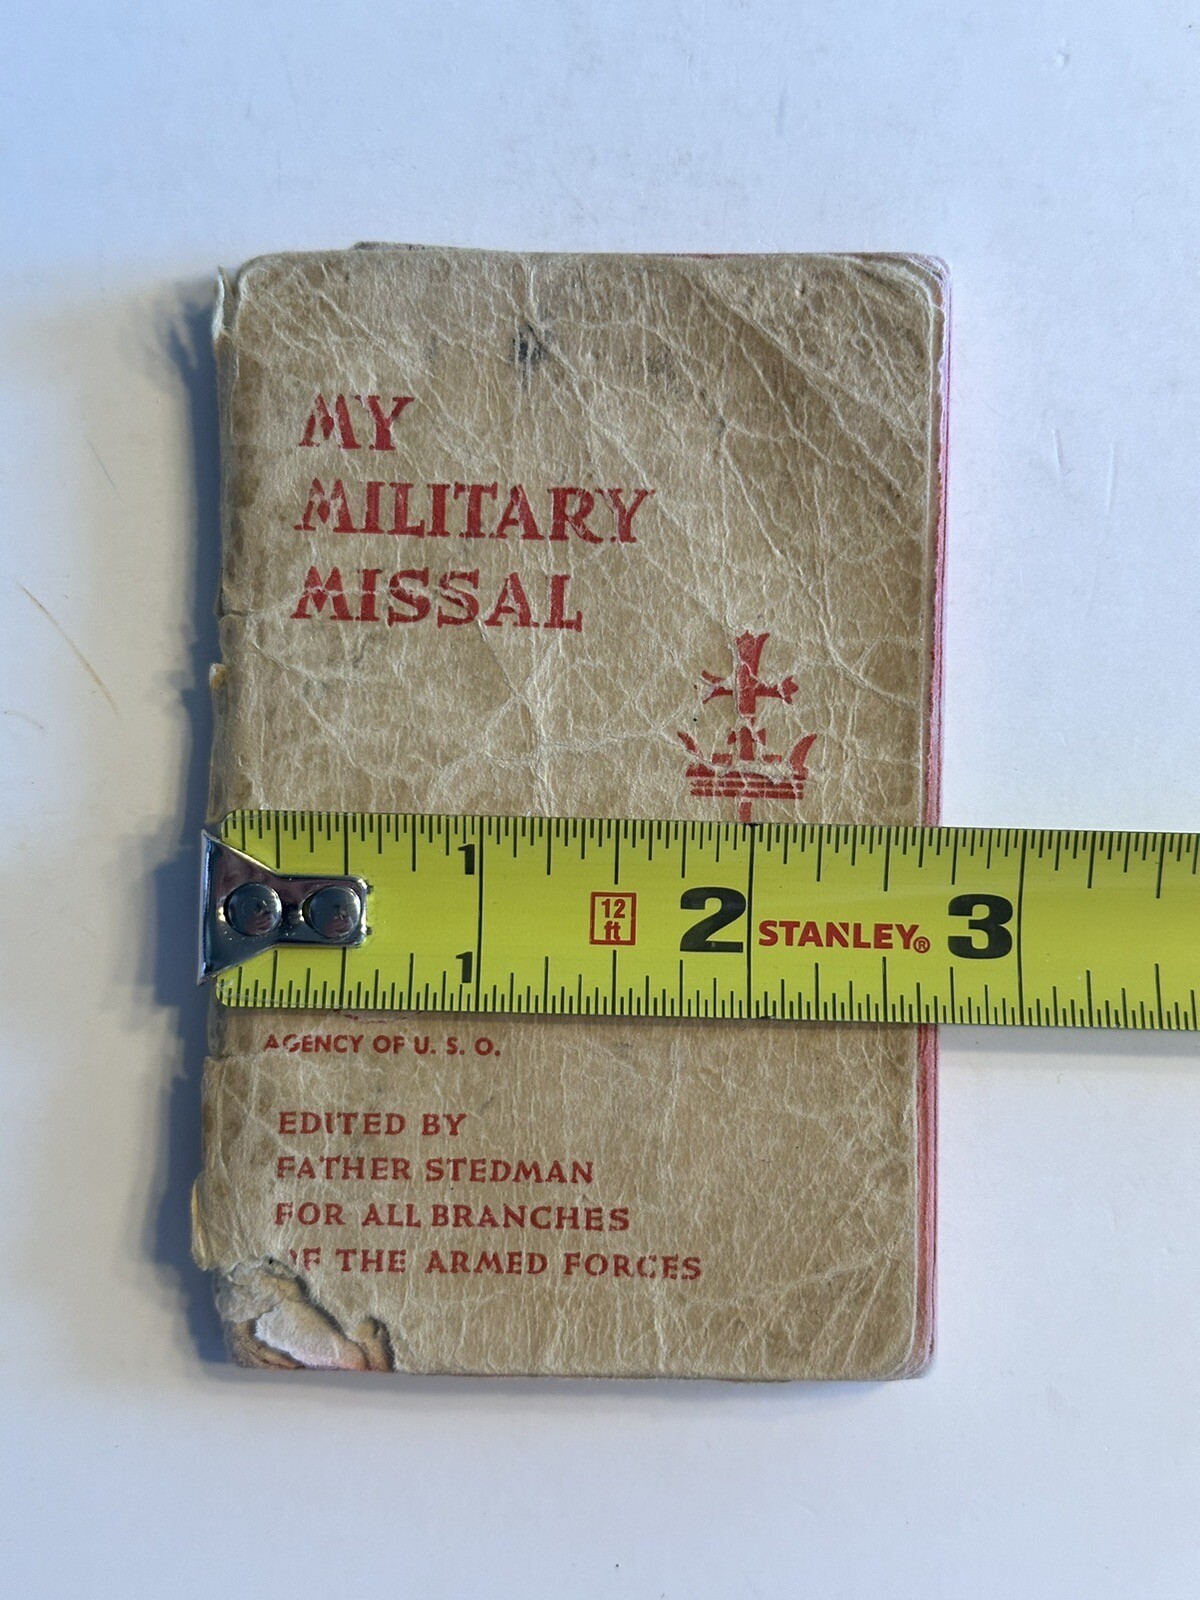 MY
MILITARY
MISSAL
1
12
ft
2 STANLEY® 3
1
AGENCY OF U. S. O.
EDITED BY
FATHER STEDMAN
FOR ALL BRANCHES
OF THE ARMED FORCES